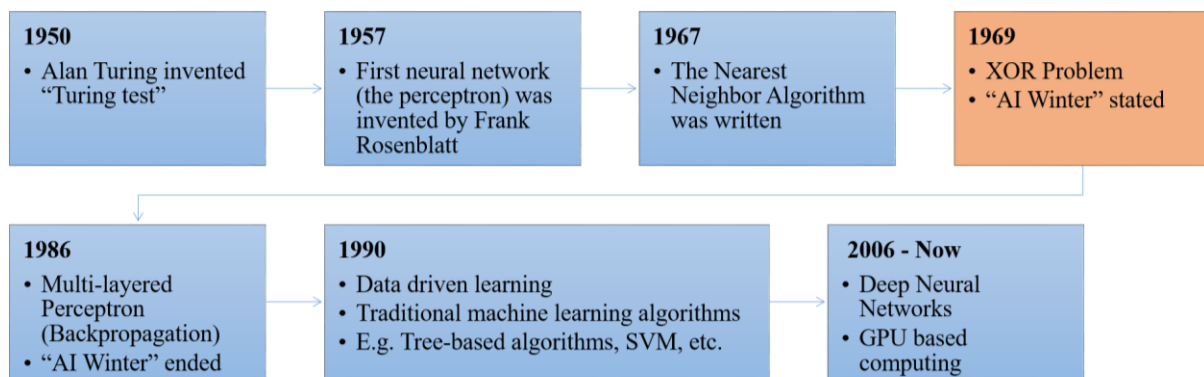 1950
• Alan Turing invented
“Turing test”
1957
• First neural network
(the perceptron) was
invented by Frank
Rosenblatt
1967
• The Nearest
Neighbor Algorithm
was written
1969
• XOR Problem
• “AI Winter” stated
1986
• Multi-layered
Perceptron
(Backpropagation)
• “AI Winter” ended
1990
• Data driven learning
• Traditional machine learning algorithms
• E.g. Tree-based algorithms, SVM, etc.
2006 - Now
• Deep Neural
Networks
• GPU based
computing